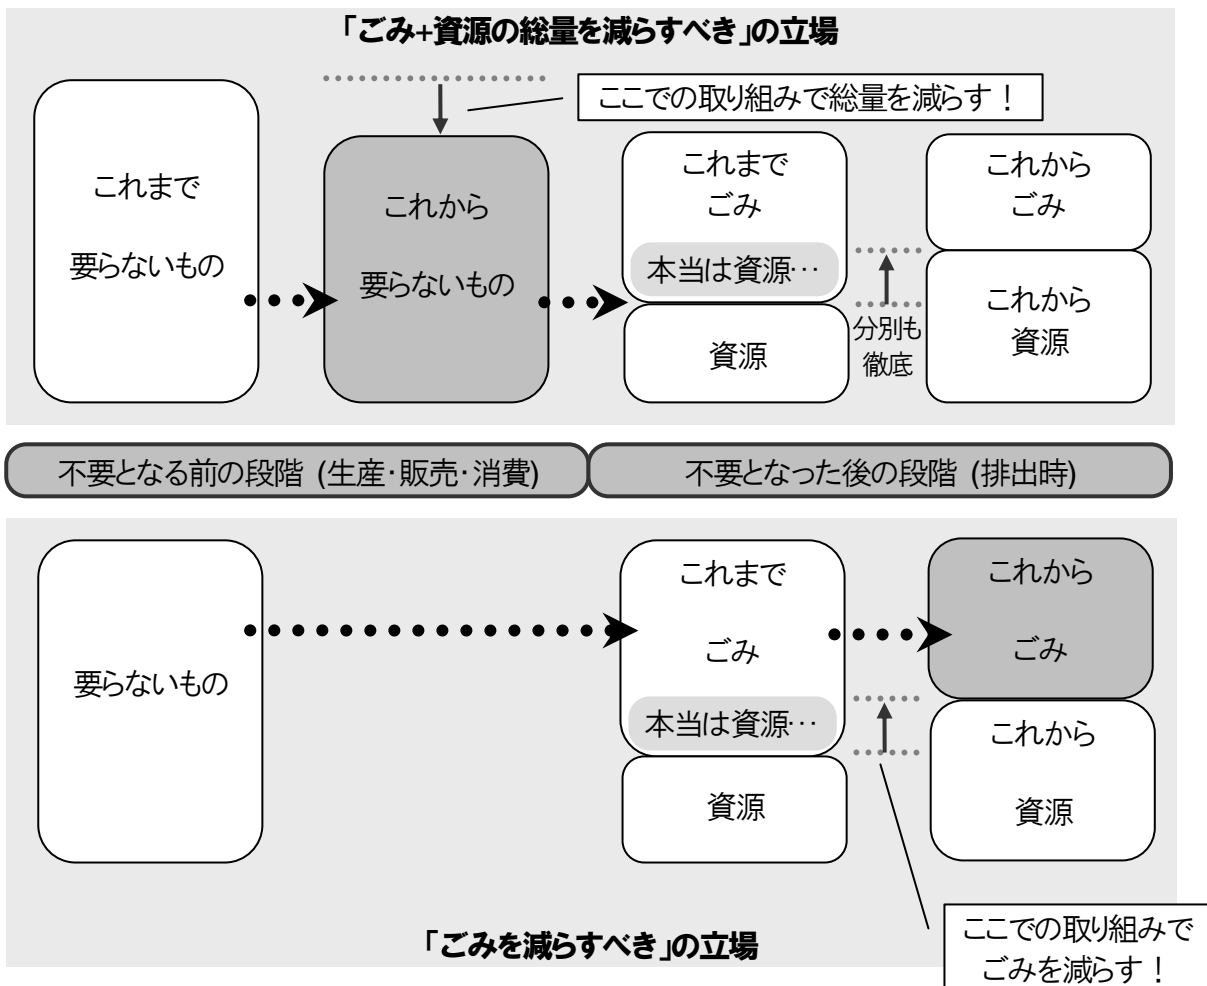 「ごみ+資源の総量を減らすべき」の立場
ここでの取り組みで総量を減らす！
これまで
要らないもの
これから
要らないもの
これまで
ごみ
本当は資源…
資源
分別も
徹底
これから
ごみ
これから
資源
不要となる前の段階 (生産・販売・消費)
不要となった後の段階 (排出時)
要らないもの
これまで
ごみ
本当は資源…
資源
これから
ごみ
これから
資源
ここでの取り組みで
ごみを減らす！
「ごみを減らすべき」の立場